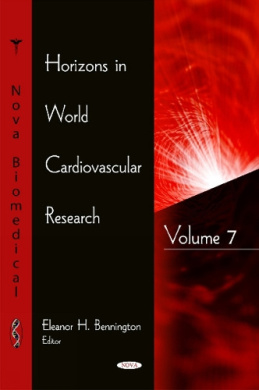 Nova Biomedical
Horizons in
World
Cardiovascular
Research
Volume 7
Eleanor H. Bennington
Editor
NOVA